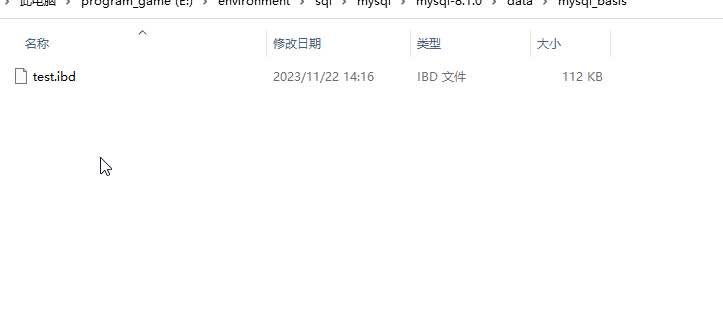 › 此电脑 › program_game (E:) › environment › sql › mysql › mysql-8.1.0 › data › mysql_basis
名称 修改日期 类型 大小
test.ibd 2023/11/22 14:16 IBD 文件 112 KB